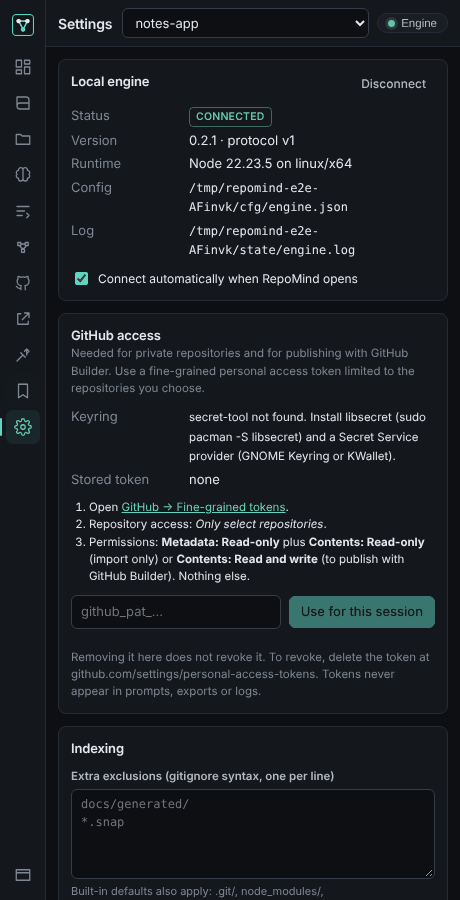 Settings
notes-app
Engine
Local engine
Disconnect
Status
CONNECTED
Version
0.2.1 · protocol v1
Runtime
Node 22.23.5 on linux/x64
Config
/tmp/repomind-e2e-
AFinvk/cfg/engine.json
Log
/tmp/repomind-e2e-
AFinvk/state/engine.log
Connect automatically when RepoMind opens
GitHub access
Needed for private repositories and for publishing with GitHub
Builder. Use a fine-grained personal access token limited to the
repositories you choose.
Keyring
secret-tool not found. Install libsecret (sudo
pacman -S libsecret) and a Secret Service
provider (GNOME Keyring or KWallet).
Stored token
none
1. Open GitHub → Fine-grained tokens.
2. Repository access: Only select repositories.
3. Permissions: Metadata: Read-only plus Contents: Read-only
(import only) or Contents: Read and write (to publish with
GitHub Builder). Nothing else.
github_pat_...
Use for this session
Removing it here does not revoke it. To revoke, delete the token at
github.com/settings/personal-access-tokens. Tokens never
appear in prompts, exports or logs.
Indexing
Extra exclusions (gitignore syntax, one per line)
docs/generated/
*.snap
Built-in defaults also apply: .git/, node_modules/,